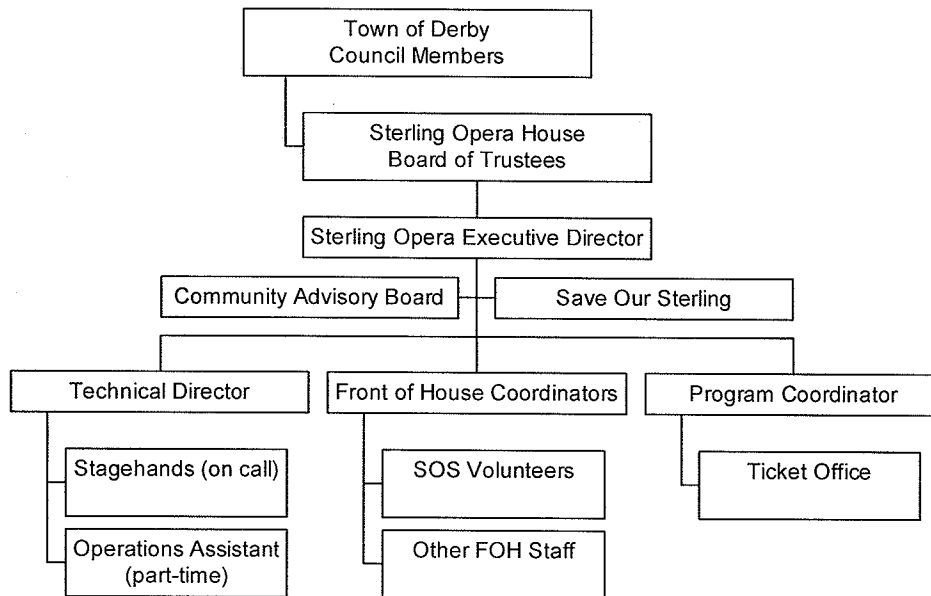 Town of Derby
Council Members
Sterling Opera House
Board of Trustees
Sterling Opera Executive Director
Community Advisory Board
Save Our Sterling
Technical Director
Front of House Coordinators
Program Coordinator
Stagehands (on call)
SOS Volunteers
Ticket Office
Operations Assistant
(part-time)
Other FOH Staff